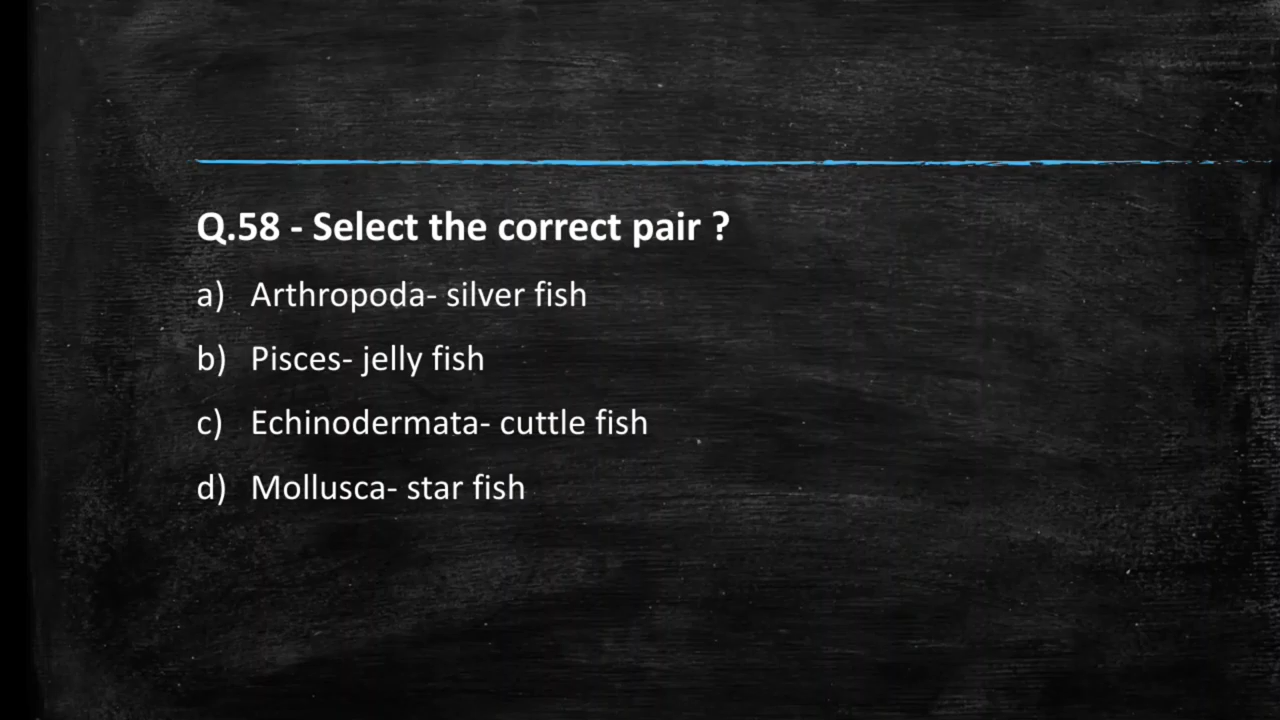 Q.58 - Select the correct pair ?
a) Arthropoda- silver fish
b) Pisces- jelly fish
c) Echinodermata- cuttle fish
d) Mollusca- star fish